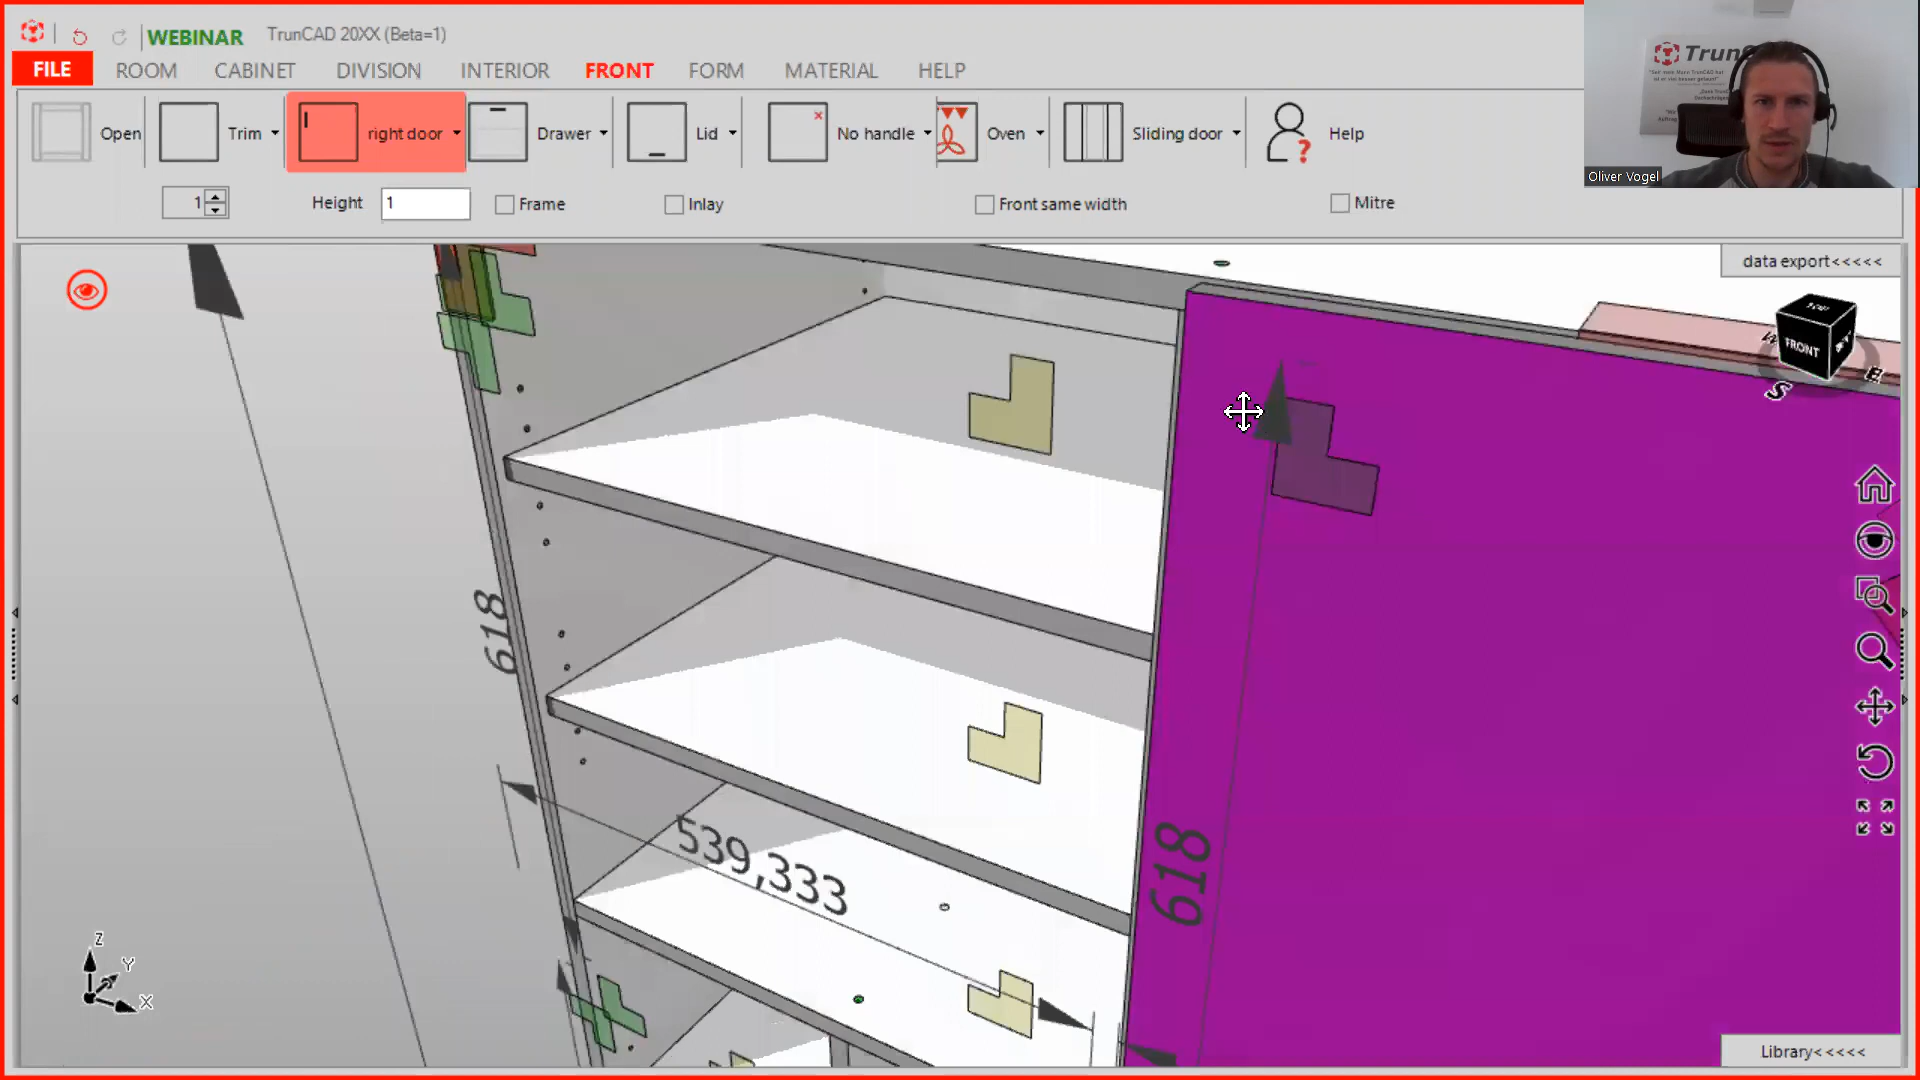 WEBINAR TrunCAD 20XX (Beta=1)
FILE ROOM CABINET DIVISION INTERIOR FRONT FORM MATERIAL HELP
Open Trim right door Drawer Lid No handle Oven Sliding door Help
1 Height 1 Frame Inlay Front same width Mitre
Oliver Vogel
data export<<<<<
FRONT
S
E
618
539,333
618
Z
Y
X
Library<<<<<